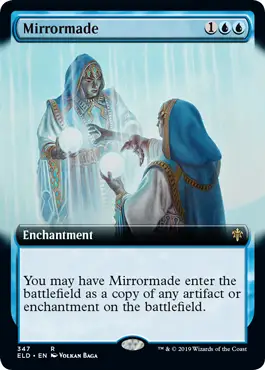 Mirrormade 1
Enchantment
You may have Mirrormade enter the
battlefield as a copy of any artifact or
enchantment on the battlefield.
347 R
ELD • EN VOLKAN BAGA
™ & © 2019 Wizards of the Coast